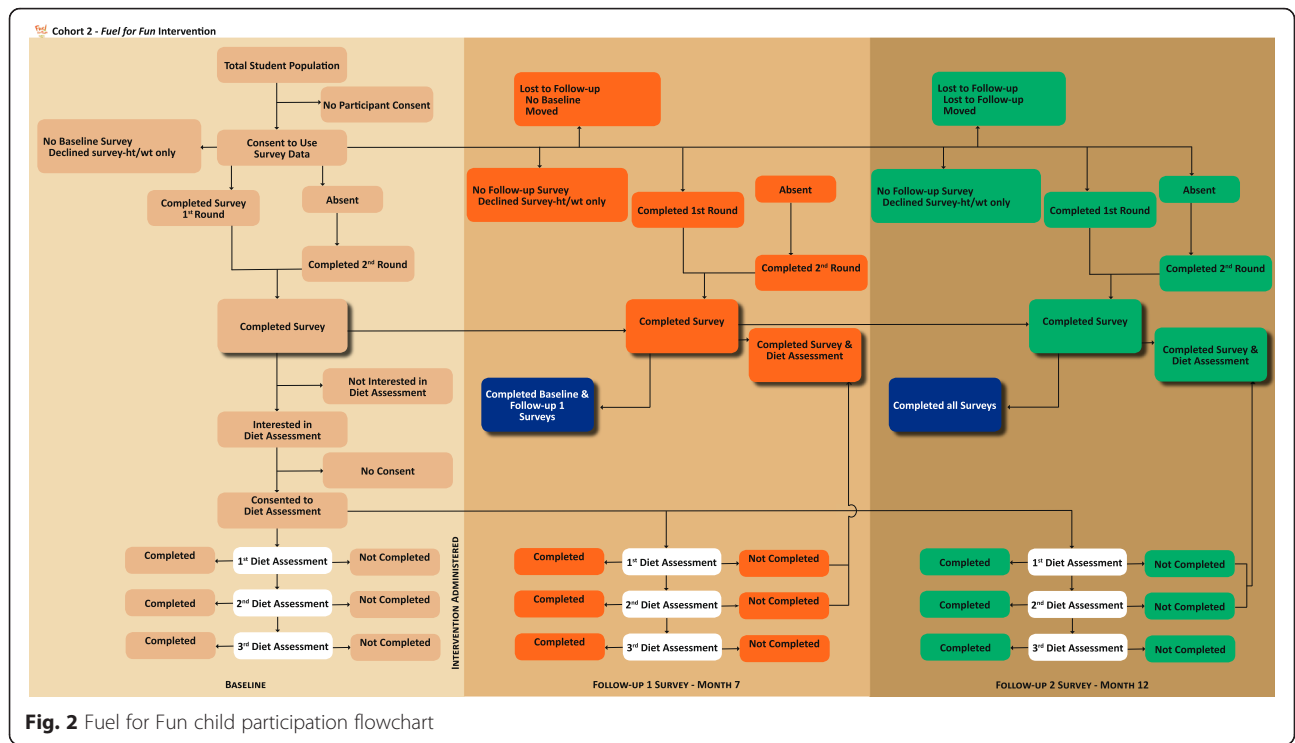 Fuel
Cohort 2 - Fuel for Fun Intervention
Total Student Population
No Participant Consent
No Baseline Survey
Declined survey-ht/wt only
Consent to Use
Survey Data
Completed Survey
1st Round
Absent
Completed 2nd Round
Completed Survey
Not Interested in
Diet Assessment
Interested in
Diet Assessment
No Consent
Consented to
Diet Assessment
Completed
1st Diet Assessment
Not Completed
Completed
2nd Diet Assessment
Not Completed
Completed
3rd Diet Assessment
Not Completed
BASELINE
INTERVENTION ADMINISTERED
Lost to Follow-up
No Baseline
Moved
No Follow-up Survey
Declined Survey-ht/wt only
Completed 1st Round
Absent
Completed 2nd Round
Completed Survey
Completed Survey &
Diet Assessment
Completed Baseline &
Follow-up 1
Surveys
Completed
1st Diet Assessment
Not Completed
Completed
2nd Diet Assessment
Not Completed
Completed
3rd Diet Assessment
Not Completed
FOLLOW-UP 1 SURVEY - MONTH 7
Lost to Follow-up
Lost to Follow-up
Moved
No Follow-up Survey
Declined Survey-ht/wt only
Completed 1st Round
Absent
Completed 2nd Round
Completed Survey
Completed Survey &
Diet Assessment
Completed all Surveys
Completed
1st Diet Assessment
Not Completed
Completed
2nd Diet Assessment
Not Completed
Completed
3rd Diet Assessment
Not Completed
FOLLOW-UP 2 SURVEY - MONTH 12
Fig. 2 Fuel for Fun child participation flowchart